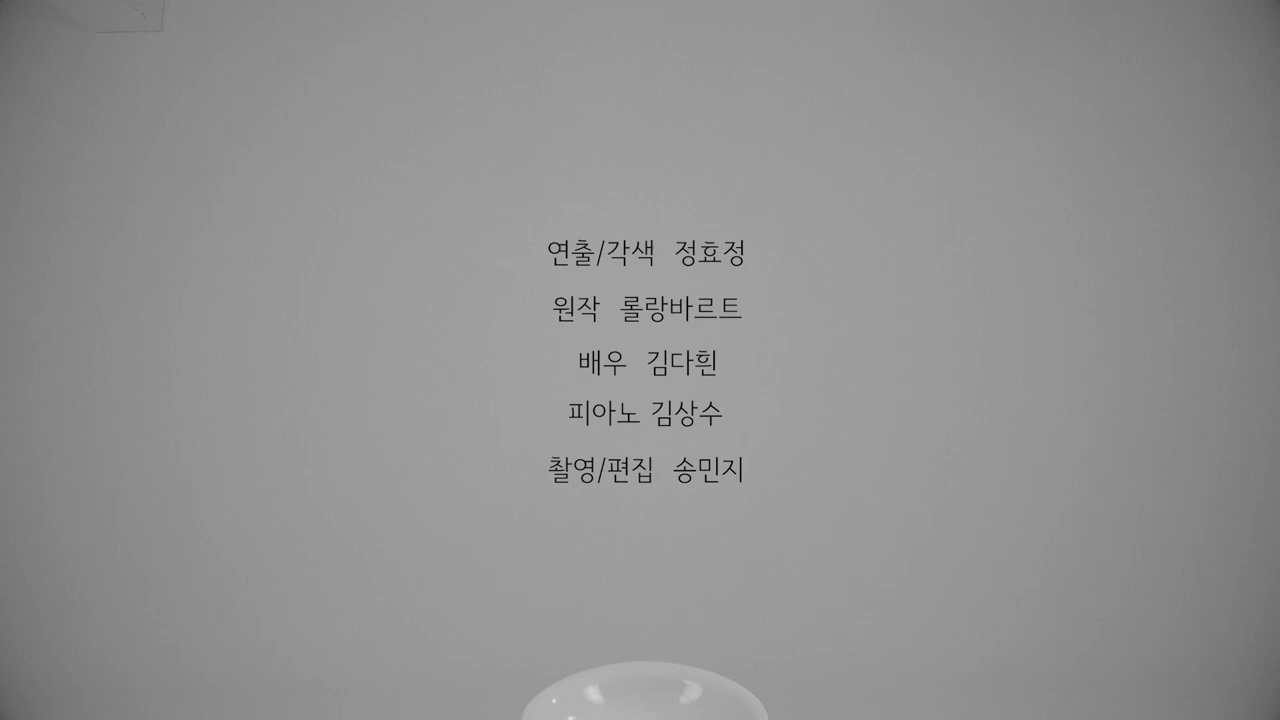 연출/각색 정효정
원작 롤랑바르트
배우 김다흰
피아노 김상수
촬영/편집 송민지